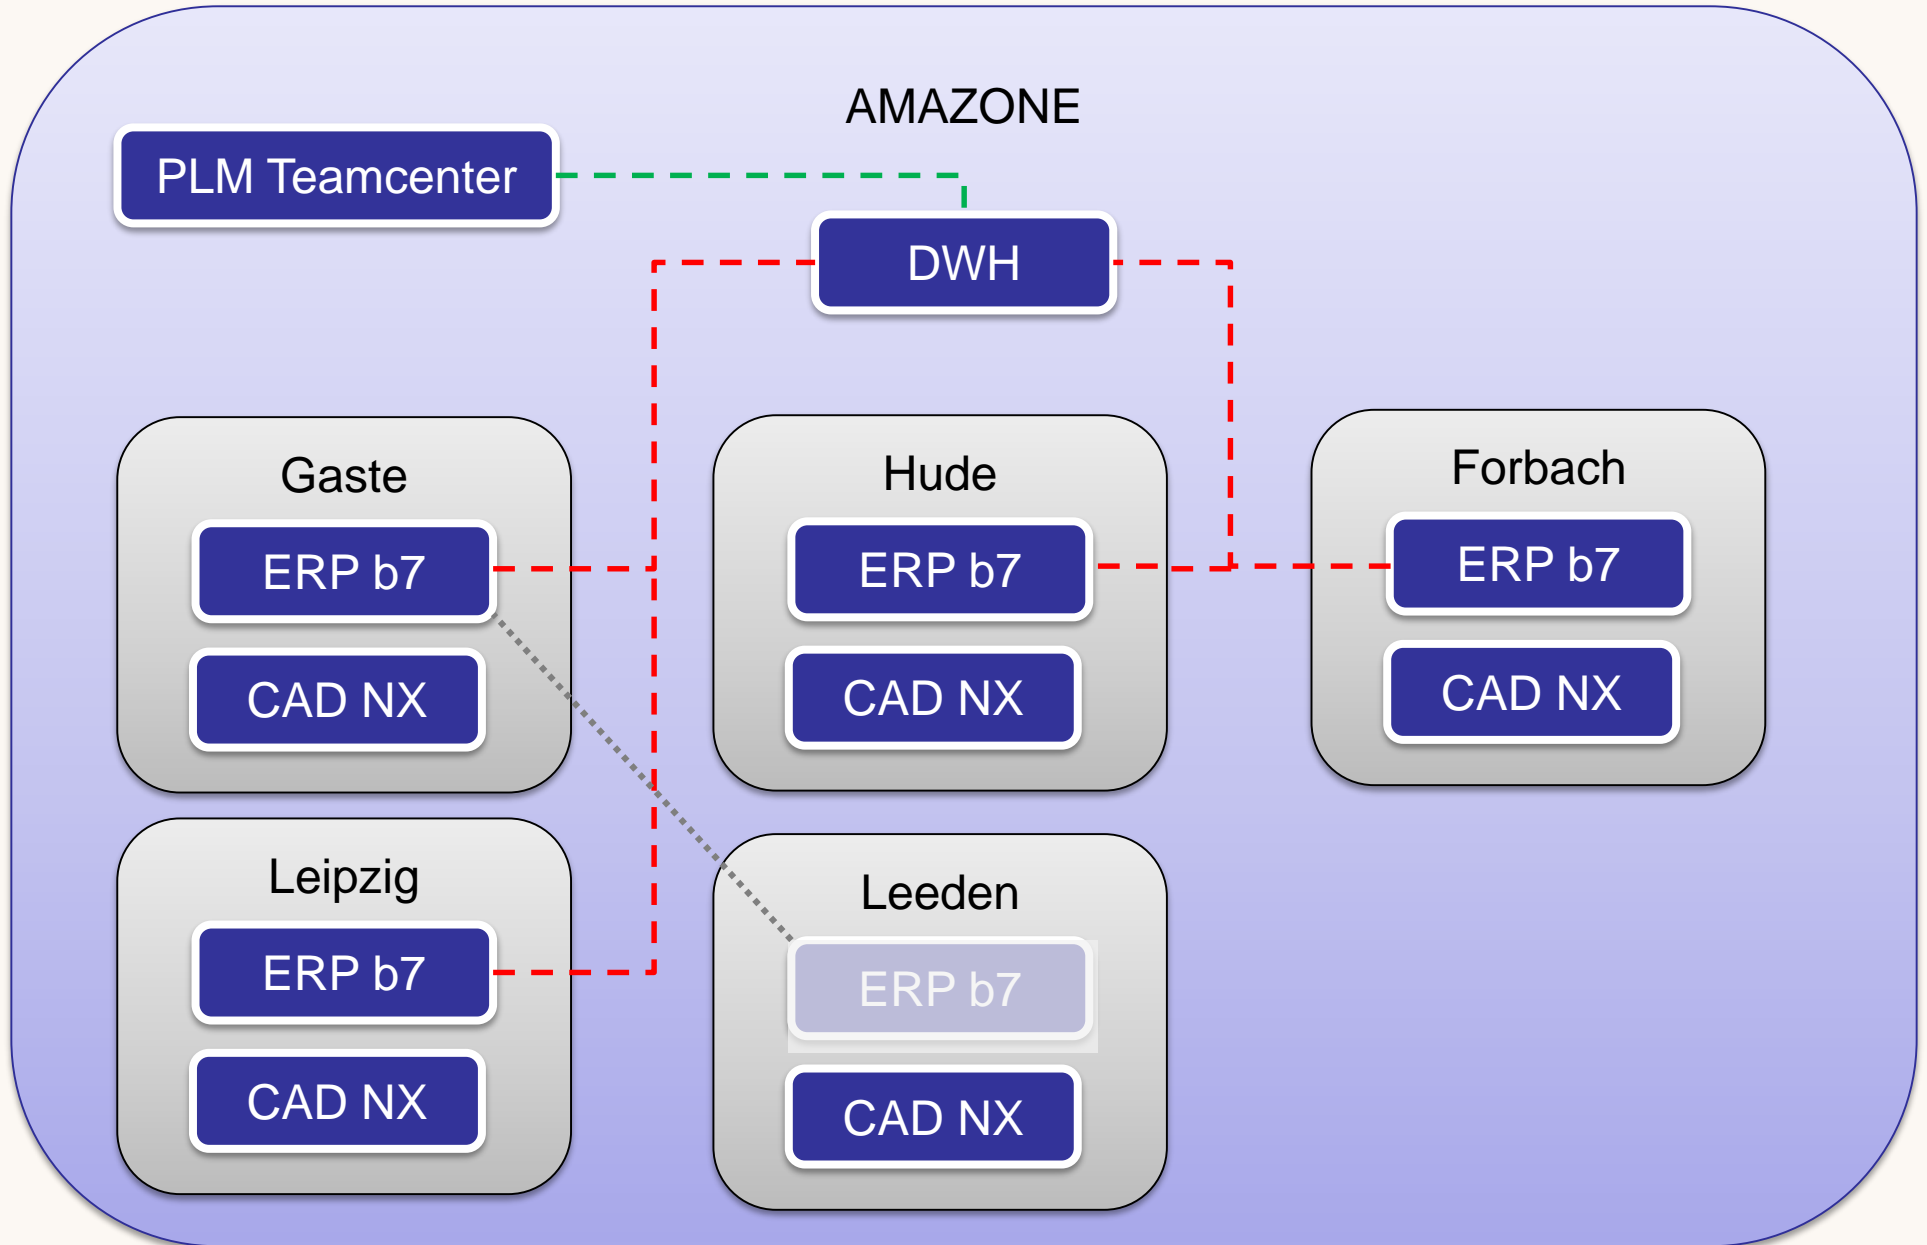 AMAZONE
PLM Teamcenter
DWH
Gaste
ERP b7
CAD NX
Hude
ERP b7
CAD NX
Forbach
ERP b7
CAD NX
Leipzig
ERP b7
CAD NX
Leeden
ERP b7
CAD NX